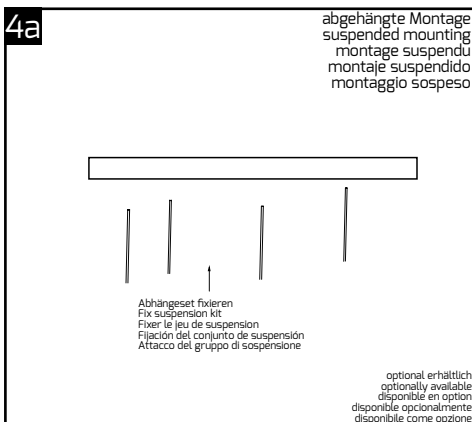 4a
abgehängte Montage
suspended mounting
montage suspendu
montaje suspendido
montaggio sospeso
Abhängeset fixieren
Fix suspension kit
Fixer le jeu de suspension
Fijación del conjunto de suspensión
Attacco del gruppo di sospensione
optional erhältlich
optionally available
disponible en option
disponible opcionalmente
disponibile come opzione